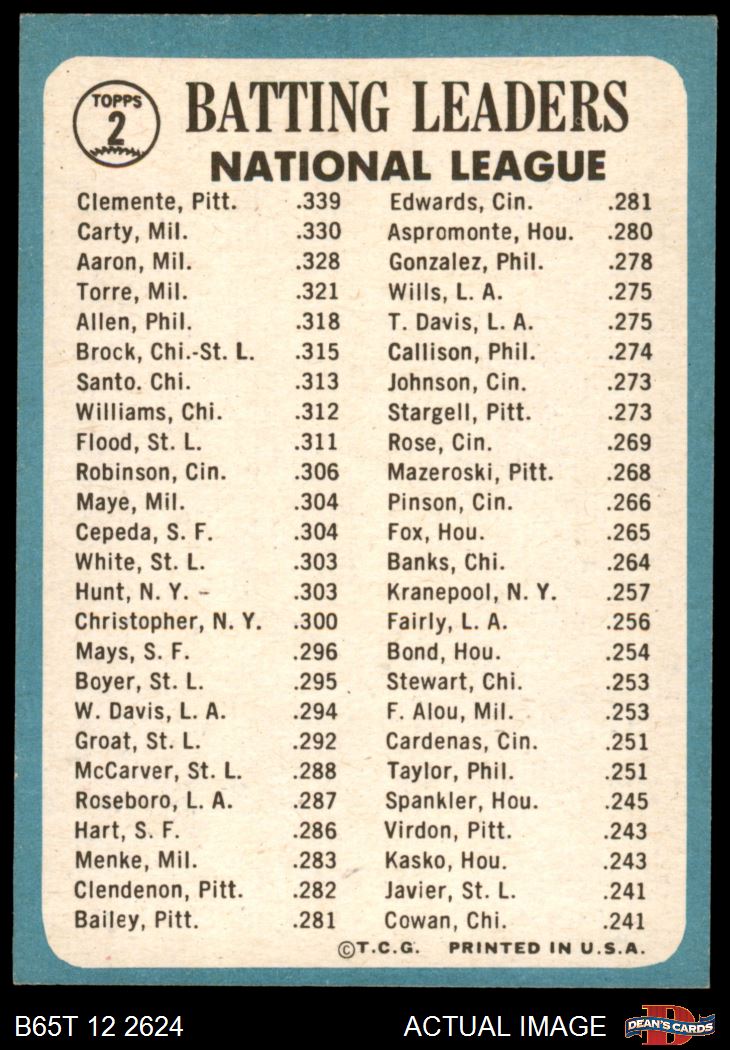 TOPPS
2
BATTING LEADERS
NATIONAL LEAGUE
Clemente, Pitt. .339
Carty, Mil. .330
Aaron, Mil. .328
Torre, Mil. .321
Allen, Phil. .318
Brock, Chi.-St. L. .315
Santo. Chi. .313
Williams, Chi. .312
Flood, St. L. .311
Robinson, Cin. .306
Maye, Mil. .304
Cepeda, S. F. .304
White, St. L. .303
Hunt, N. Y. – .303
Christopher, N. Y. .300
Mays, S. F. .296
Boyer, St. L. .295
W. Davis, L. A. .294
Groat, St. L. .292
McCarver, St. L. .288
Roseboro, L. A. .287
Hart, S. F. .286
Menke, Mil. .283
Clendenon, Pitt. .282
Bailey, Pitt. .281
Edwards, Cin. .281
Aspromonte, Hou. .280
Gonzalez, Phil. .278
Wills, L. A. .275
T. Davis, L. A. .275
Callison, Phil. .274
Johnson, Cin. .273
Stargell, Pitt. .273
Rose, Cin. .269
Mazeroski, Pitt. .268
Pinson, Cin. .266
Fox, Hou. .265
Banks, Chi. .264
Kranepool, N. Y. .257
Fairly, L. A. .256
Bond, Hou. .254
Stewart, Chi. .253
F. Alou, Mil. .253
Cardenas, Cin. .251
Taylor, Phil. .251
Spankler, Hou. .245
Virdon, Pitt. .243
Kasko, Hou. .243
Javier, St. L. .241
Cowan, Chi. .241
©T.C.G. PRINTED IN U.S.A.
B65T 12 2624
ACTUAL IMAGE
D
DEAN'S CARDS